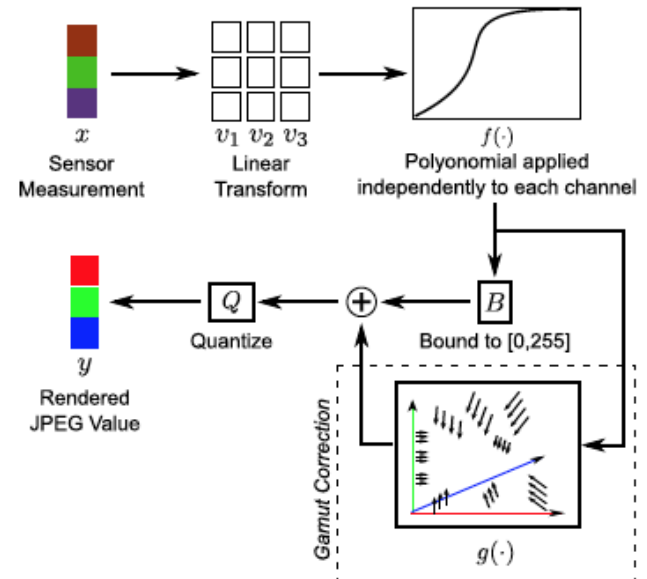 x
Sensor
Measurement
v₁ v₂ v₃
Linear
Transform
f(·)
Polyonomial applied
independently to each channel
B
Bound to [0,255]
+
Q
Quantize
y
Rendered
JPEG Value
Gamut Correction
g(·)